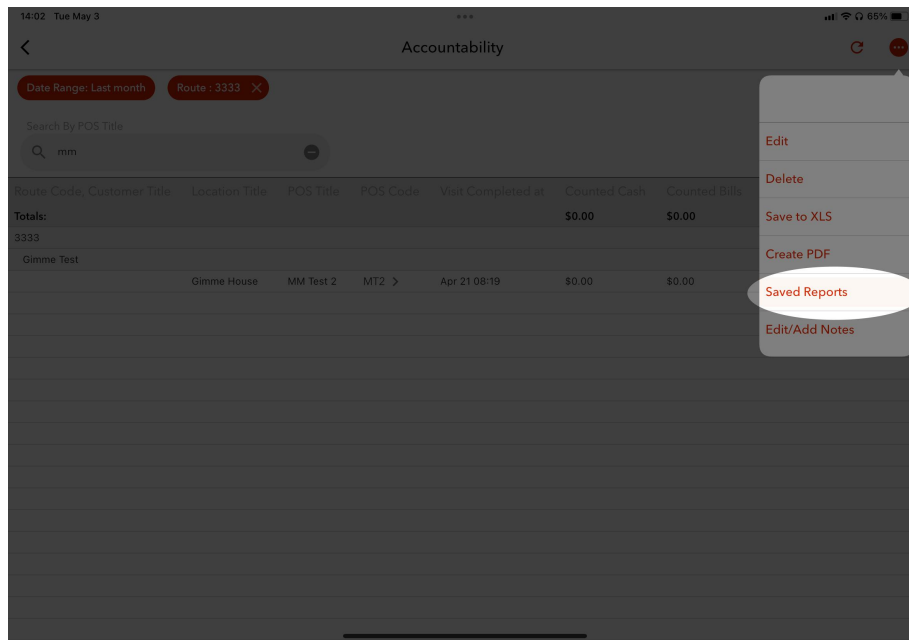 14:02 Tue May 3
65%
Accountability
Date Range: Last month
Route : 3333
Search By POS Title
mm
Route Code, Customer Title Location Title POS Title POS Code Visit Completed at Counted Cash Counted Bills
Totals: $0.00 $0.00
3333
Gimme Test
Gimme House MM Test 2 MT2 Apr 21 08:19 $0.00 $0.00
Edit
Delete
Save to XLS
Create PDF
Saved Reports
Edit/Add Notes